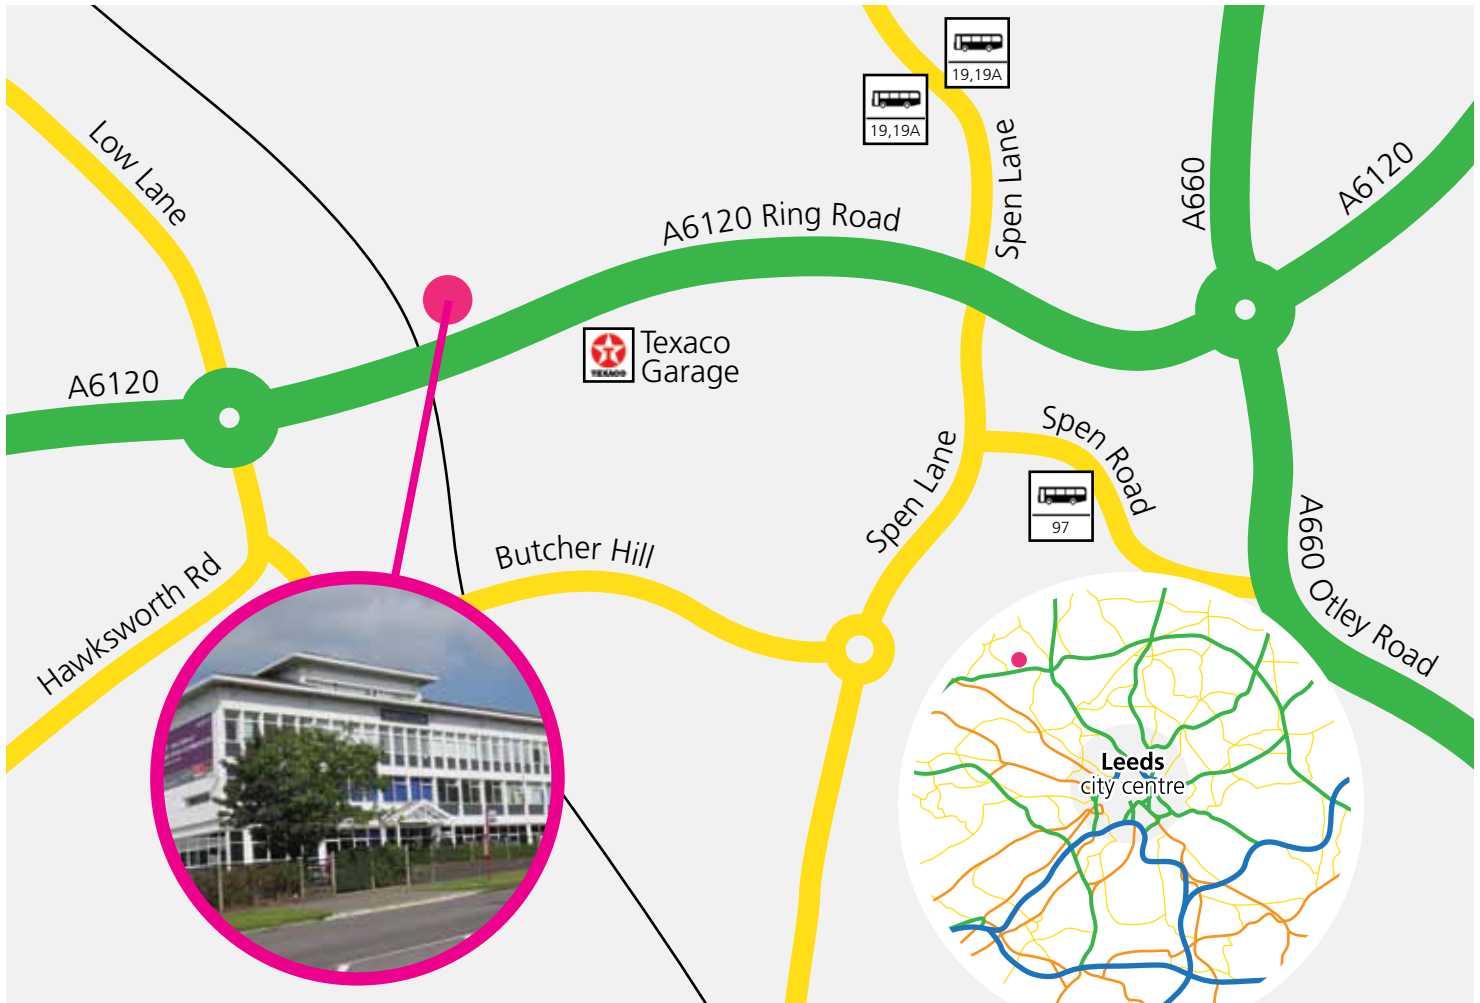 19,19A
19,19A
Low Lane
Spen Lane
A660
A6120
A6120 Ring Road
TEXACO
Texaco
Garage
A6120
Spen Road
Spen Lane
97
A660 Otley Road
Butcher Hill
Hawksworth Rd
Leeds
city centre